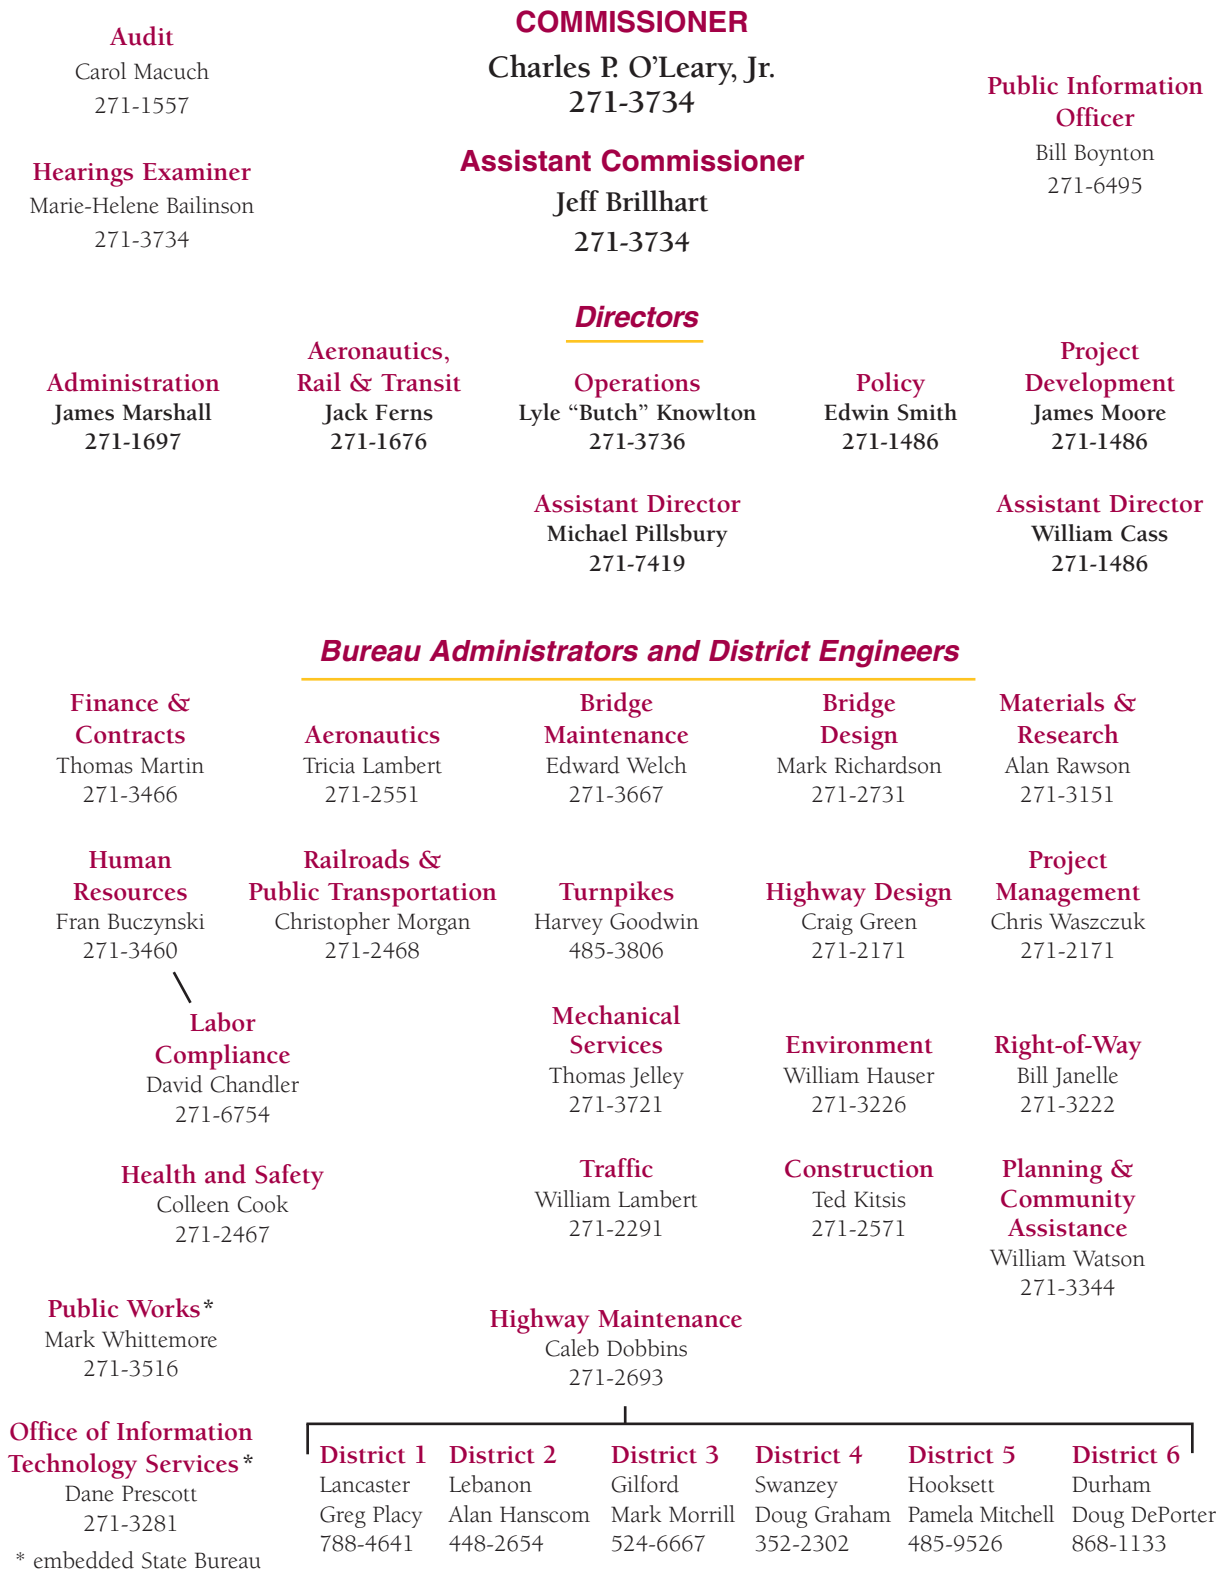 COMMISSIONER
Charles P. O'Leary, Jr.
271-3734
Audit
Carol Macuch
271-1557
Public Information
Officer
Bill Boynton
271-6495
Hearings Examiner
Marie-Helene Bailinson
271-3734
Assistant Commissioner
Jeff Brillhart
271-3734
Directors
Administration
James Marshall
271-1697
Aeronautics,
Rail & Transit
Jack Ferns
271-1676
Operations
Lyle “Butch” Knowlton
271-3736
Policy
Edwin Smith
271-1486
Project
Development
James Moore
271-1486
Assistant Director
Michael Pillsbury
271-7419
Assistant Director
William Cass
271-1486
Bureau Administrators and District Engineers
Finance &
Contracts
Thomas Martin
271-3466
Aeronautics
Tricia Lambert
271-2551
Bridge
Maintenance
Edward Welch
271-3667
Bridge
Design
Mark Richardson
271-2731
Materials &
Research
Alan Rawson
271-3151
Human
Resources
Fran Buczynski
271-3460
Railroads &
Public Transportation
Christopher Morgan
271-2468
Turnpikes
Harvey Goodwin
485-3806
Highway Design
Craig Green
271-2171
Project
Management
Chris Waszczuk
271-2171
Labor
Compliance
David Chandler
271-6754
Mechanical
Services
Thomas Jelley
271-3721
Environment
William Hauser
271-3226
Right-of-Way
Bill Janelle
271-3222
Health and Safety
Colleen Cook
271-2467
Traffic
William Lambert
271-2291
Construction
Ted Kitsis
271-2571
Planning &
Community
Assistance
William Watson
271-3344
Public Works*
Mark Whittemore
271-3516
Highway Maintenance
Caleb Dobbins
271-2693
Office of Information
Technology Services*
Dane Prescott
271-3281
* embedded State Bureau
District 1
Lancaster
Greg Placy
788-4641
District 2
Lebanon
Alan Hanscom
448-2654
District 3
Gilford
Mark Morrill
524-6667
District 4
Swanzey
Doug Graham
352-2302
District 5
Hooksett
Pamela Mitchell
485-9526
District 6
Durham
Doug DePorter
868-1133